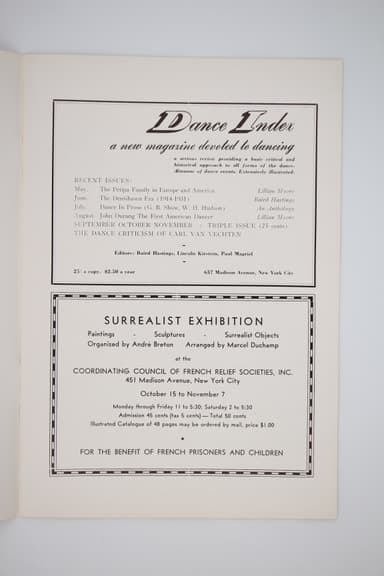 Dance Index
a new magazine devoted to dancing
a serious review providing a basic critical and
historical approach to all forms of the dance.
Almanac of dance events. Extensively illustrated.
RECENT ISSUES:
May. The Petipa Family in Europe and America Lillian Moore
June. The Denishawn Era (1914-1931) Baird Hastings
July. Dance In Prose (G. B. Shaw, W. H. Hudson) An Anthology
August John Durang The First American Dancer Lillian Moore
SEPTEMBER OCTOBER NOVEMBER : TRIPLE ISSUE (75 cents)
THE DANCE CRITICISM OF CARL VAN VECHTEN
Editors: Baird Hastings, Lincoln Kirstein, Paul Magriel
25¢ a copy. $2.50 a year 637 Madison Avenue, New York City
SURREALIST EXHIBITION
Paintings - Sculptures - Surrealist Objects
Organised by André Breton Arranged by Marcel Duchamp
at the
COORDINATING COUNCIL OF FRENCH RELIEF SOCIETIES, INC.
451 Madison Avenue, New York City
October 15 to November 7
Monday through Friday 11 to 5:30; Saturday 2 to 5:30
Admission 45 cents (tax 5 cents) — Total 50 cents
Illustrated Catalogue of 48 pages may be ordered by mail, price $1.00
FOR THE BENEFIT OF FRENCH PRISONERS AND CHILDREN